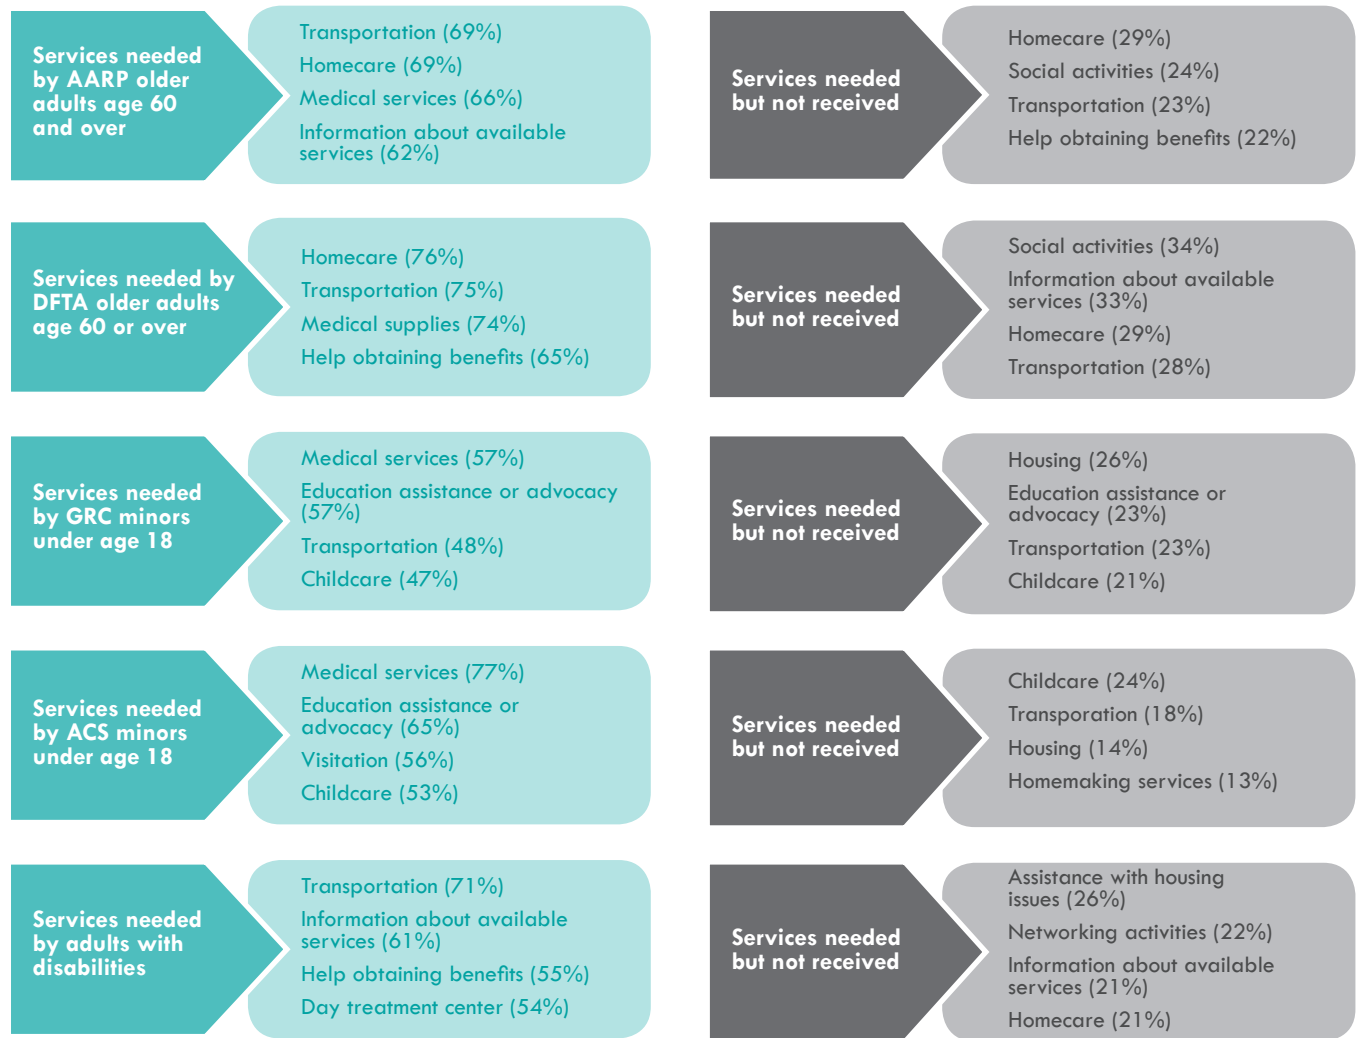 Services needed
by AARP older
adults age 60
and over
Transportation (69%)
Homecare (69%)
Medical services (66%)
Information about available
services (62%)
Services needed
but not received
Homecare (29%)
Social activities (24%)
Transportation (23%)
Help obtaining benefits (22%)
Services needed by
DFTA older adults
age 60 or over
Homecare (76%)
Transportation (75%)
Medical supplies (74%)
Help obtaining benefits (65%)
Services needed
but not received
Social activities (34%)
Information about available
services (33%)
Homecare (29%)
Transportation (28%)
Services needed
by GRC minors
under age 18
Medical services (57%)
Education assistance or advocacy
(57%)
Transportation (48%)
Childcare (47%)
Services needed
but not received
Housing (26%)
Education assistance or
advocacy (23%)
Transportation (23%)
Childcare (21%)
Services needed
by ACS minors
under age 18
Medical services (77%)
Education assistance or
advocacy (65%)
Visitation (56%)
Childcare (53%)
Services needed
but not received
Childcare (24%)
Transporation (18%)
Housing (14%)
Homemaking services (13%)
Services needed
by adults with
disabilities
Transportation (71%)
Information about available
services (61%)
Help obtaining benefits (55%)
Day treatment center (54%)
Services needed
but not received
Assistance with housing
issues (26%)
Networking activities (22%)
Information about available
services (21%)
Homecare (21%)